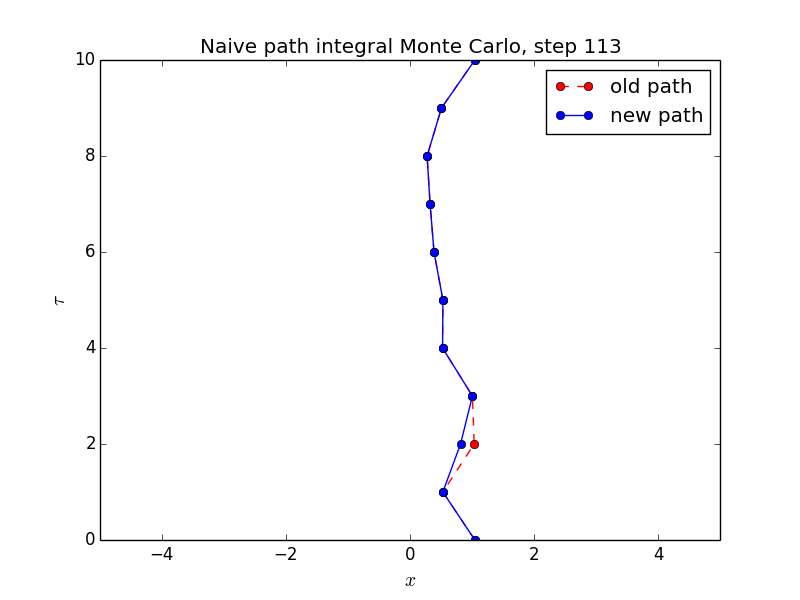 Naive path integral Monte Carlo, step 113
old path
new path
10
8
6
4
2
0
τ
−4
−2
0
2
4
x